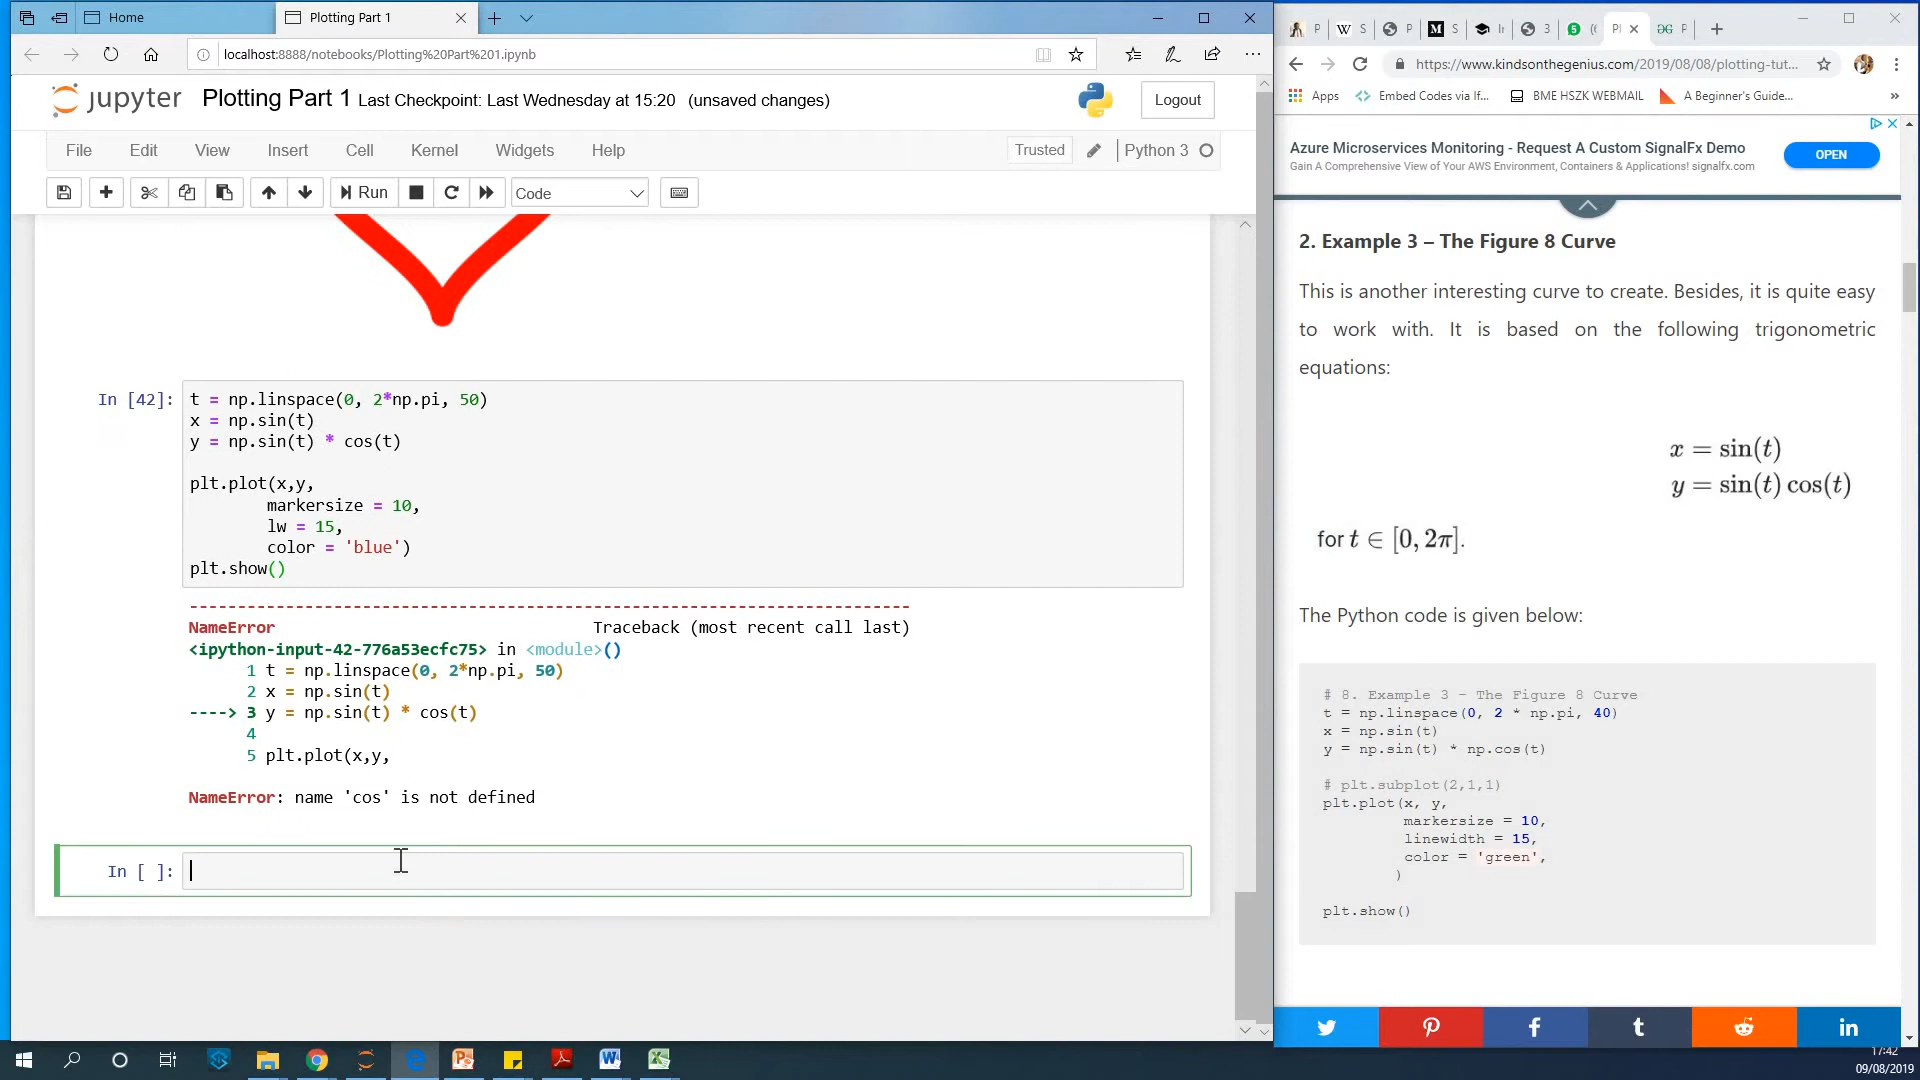 Home
Plotting Part 1
localhost:8888/notebooks/Plotting%20Part%201.ipynb
jupyter Plotting Part 1 Last Checkpoint: Last Wednesday at 15:20 (unsaved changes)
Logout
File Edit View Insert Cell Kernel Widgets Help
Trusted
Python 3
Run
Code
In [42]:
t = np.linspace(0, 2*np.pi, 50)
x = np.sin(t)
y = np.sin(t) * cos(t)
plt.plot(x,y,
markersize = 10,
lw = 15,
color = 'blue')
plt.show()
---------------------------------------------------------------------------
NameError Traceback (most recent call last)
<ipython-input-42-776a53ecfc75> in <module>()
1 t = np.linspace(0, 2*np.pi, 50)
2 x = np.sin(t)
----> 3 y = np.sin(t) * cos(t)
4
5 plt.plot(x,y,
NameError: name 'cos' is not defined
In [ ]:
P W S P M S Ir 3 5 (( Pl GG P
https://www.kindsonthegenius.com/2019/08/08/plotting-tut...
Apps
Embed Codes via If...
BME HSZK WEBMAIL
A Beginner's Guide...
»
Azure Microservices Monitoring - Request A Custom SignalFx Demo
Gain A Comprehensive View of Your AWS Environment, Containers & Applications! signalfx.com
OPEN
2. Example 3 – The Figure 8 Curve
This is another interesting curve to create. Besides, it is quite easy
to work with. It is based on the following trigonometric
equations:
x = sin(t)
y = sin(t) cos(t)
for t ∈ [0, 2π].
The Python code is given below:
# 8. Example 3 – The Figure 8 Curve
t = np.linspace(0, 2 * np.pi, 40)
x = np.sin(t)
y = np.sin(t) * np.cos(t)
# plt.subplot(2,1,1)
plt.plot(x, y,
markersize = 10,
linewidth = 15,
color = 'green',
)
plt.show()
17:42
09/08/2019